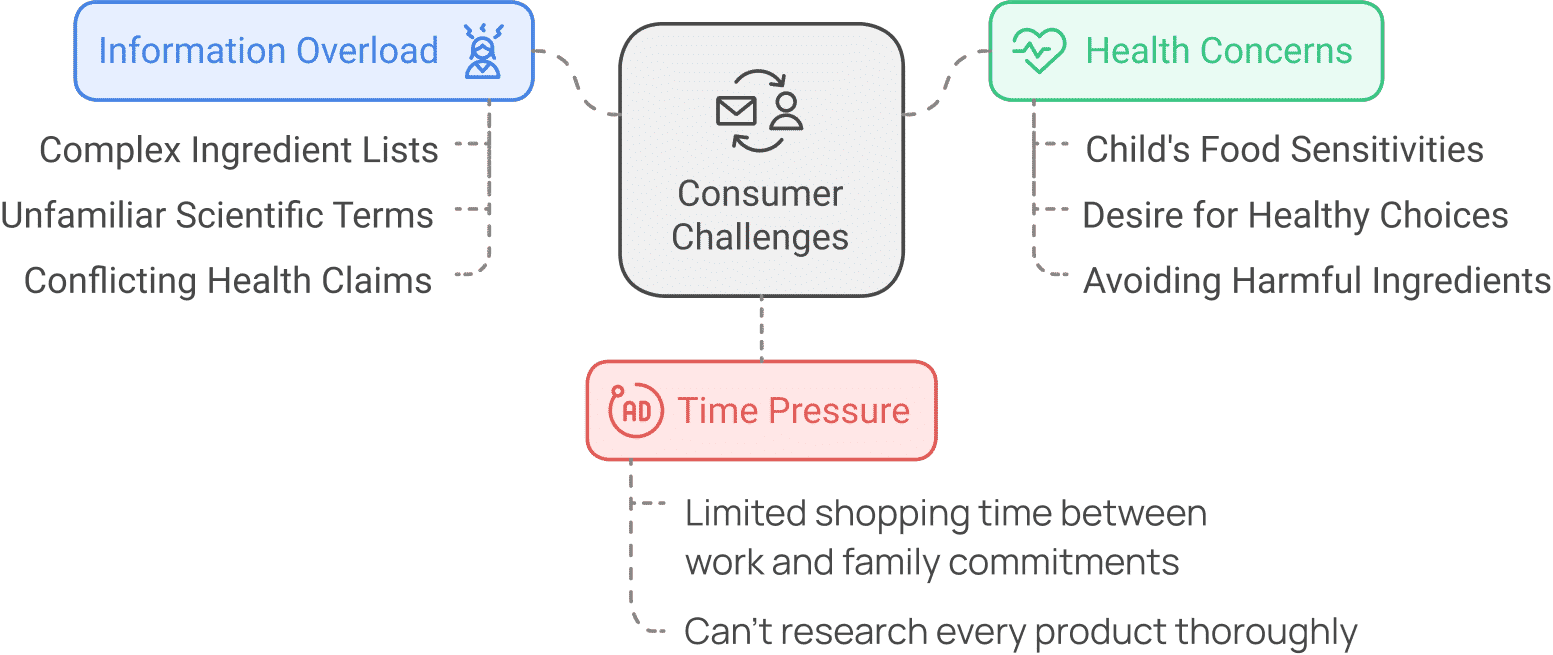 Information Overload
Complex Ingredient Lists
Unfamiliar Scientific Terms
Conflicting Health Claims
Consumer
Challenges
Health Concerns
Child's Food Sensitivities
Desire for Healthy Choices
Avoiding Harmful Ingredients
AD
Time Pressure
Limited shopping time between
work and family commitments
Can't research every product thoroughly